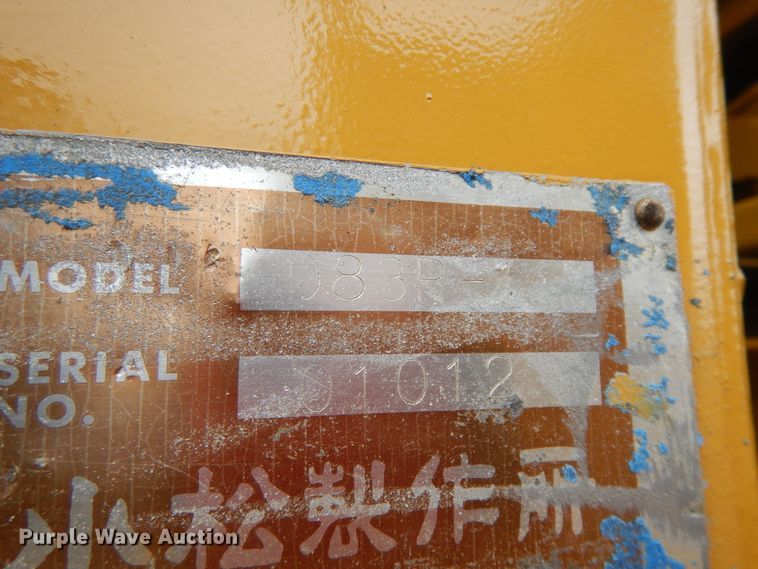 MODEL D83P-1
SERIAL NO. 01012
小松製作所
Purple Wave Auction